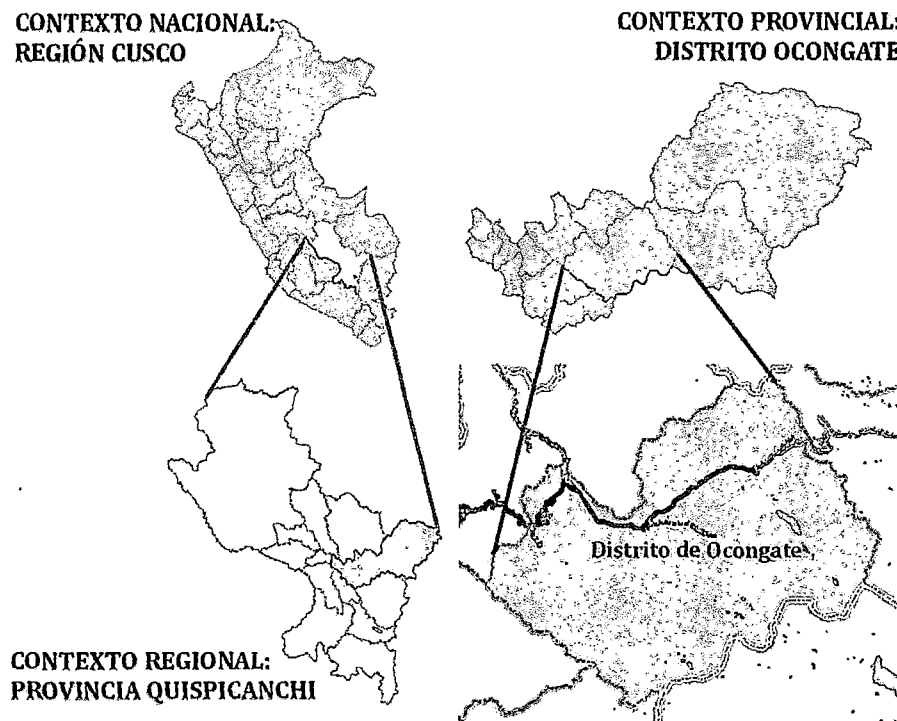 CONTEXTO NACIONAL:
REGIÓN CUSCO
CONTEXTO PROVINCIAL:
DISTRITO OCONGATE
Distrito de Ocongate
CONTEXTO REGIONAL:
PROVINCIA QUISPICANCHI